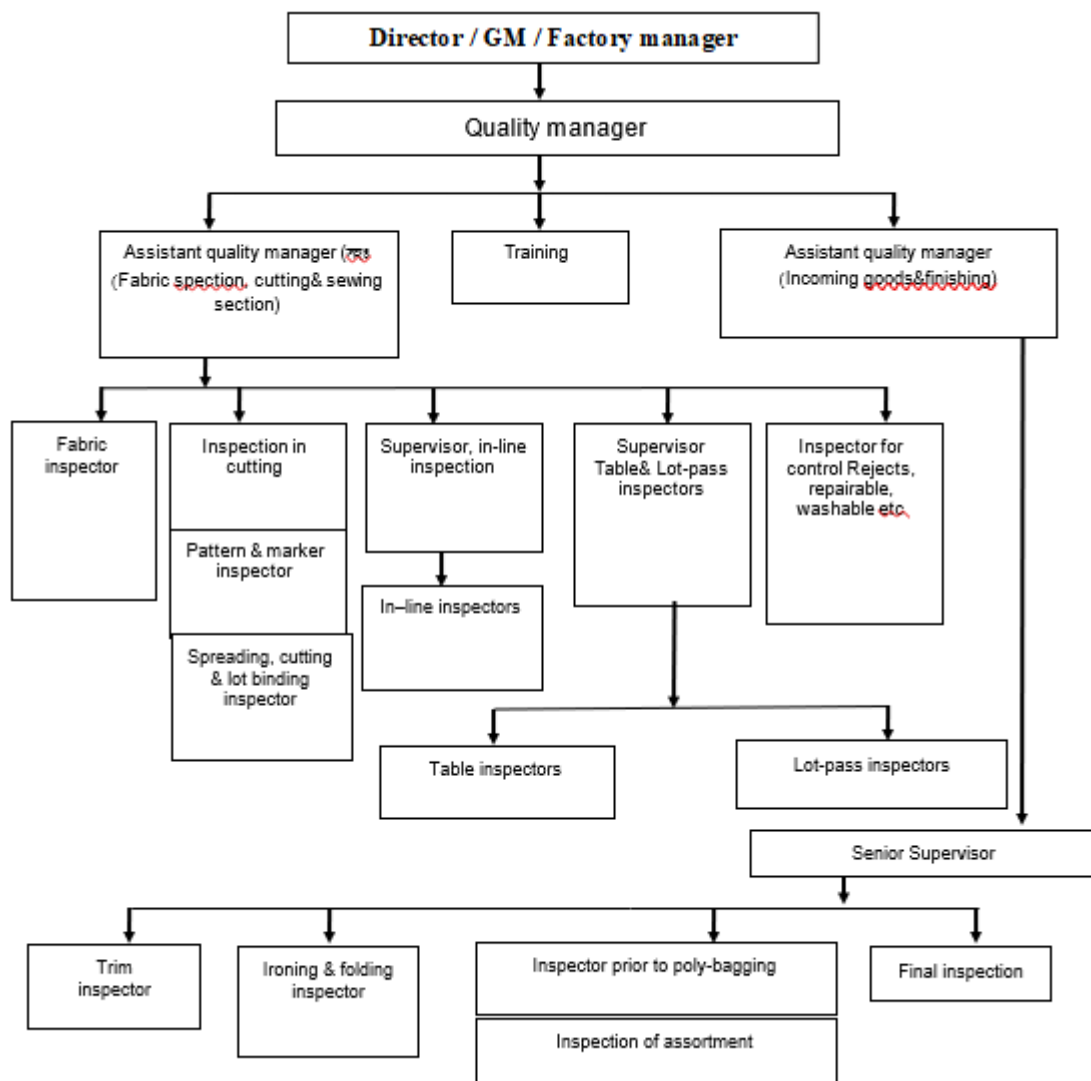 Director / GM / Factory manager
Quality manager
Assistant quality manager (
(Fabric spection, cutting& sewing
section)
Training
Assistant quality manager
(Incoming goods&finishing)
Fabric
inspector
Inspection in
cutting
Supervisor, in-line
inspection
Supervisor
Table& Lot-pass
inspectors
Inspector for
control Rejects,
repairable,
washable etc
Pattern & marker
inspector
In–line inspectors
Spreading, cutting
& lot binding
inspector
Table inspectors
Lot-pass inspectors
Senior Supervisor
Trim
inspector
Ironing & folding
inspector
Inspector prior to poly-bagging
Final inspection
Inspection of assortment